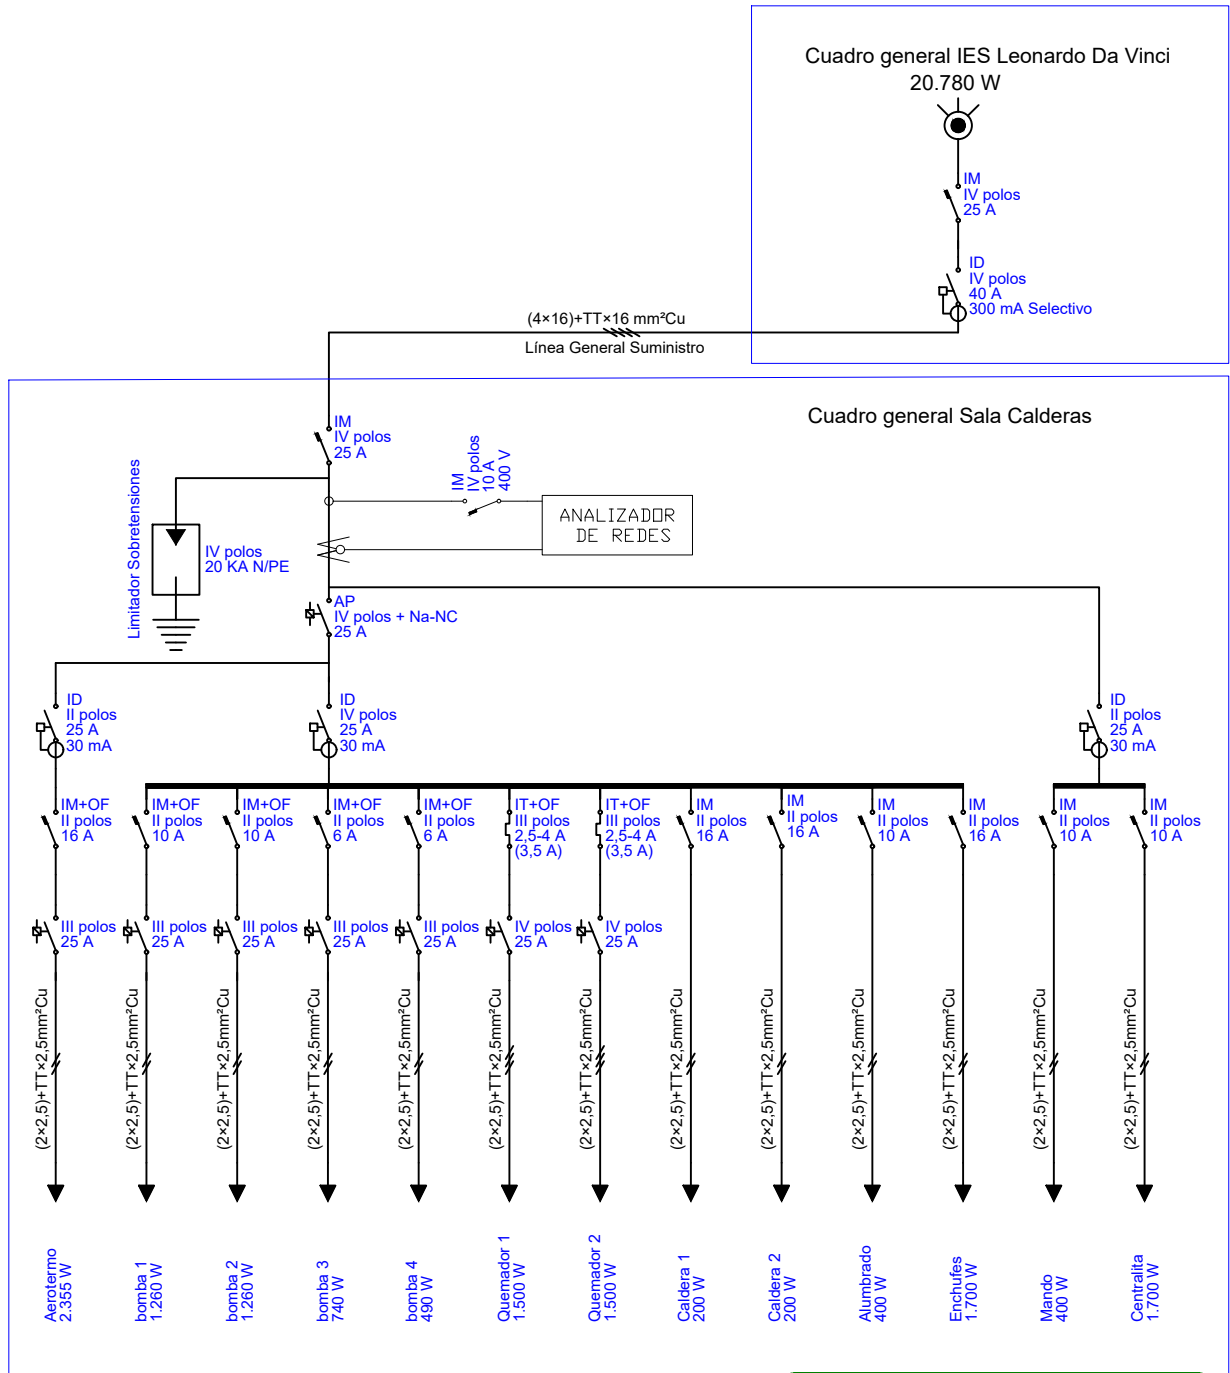 Cuadro general IES Leonardo Da Vinci
20.780 W
IM
IV polos
25 A
ID
IV polos
40 A
300 mA Selectivo
(4×16)+TT×16 mm²Cu
Línea General Suministro
Cuadro general Sala Calderas
IM
IV polos
25 A
IM
IV polos
10 A
400 V
ANALIZADOR
DE REDES
Limitador Sobretensiones
IV polos
20 KA N/PE
AP
IV polos + Na-NC
25 A
ID
II polos
25 A
30 mA
ID
IV polos
25 A
30 mA
ID
II polos
25 A
30 mA
IM+OF
II polos
16 A
IM+OF
II polos
10 A
IM+OF
II polos
10 A
IM+OF
II polos
6 A
IM+OF
II polos
6 A
IT+OF
III polos
2,5-4 A
(3,5 A)
IT+OF
III polos
2,5-4 A
(3,5 A)
IM
II polos
16 A
IM
II polos
16 A
IM
II polos
10 A
IM
II polos
16 A
IM
II polos
10 A
IM
II polos
10 A
III polos
25 A
III polos
25 A
III polos
25 A
III polos
25 A
III polos
25 A
IV polos
25 A
IV polos
25 A
(2×2,5)+TT×2,5mm²Cu
(2×2,5)+TT×2,5mm²Cu
(2×2,5)+TT×2,5mm²Cu
(2×2,5)+TT×2,5mm²Cu
(2×2,5)+TT×2,5mm²Cu
(2×2,5)+TT×2,5mm²Cu
(2×2,5)+TT×2,5mm²Cu
(2×2,5)+TT×2,5mm²Cu
(2×2,5)+TT×2,5mm²Cu
(2×2,5)+TT×2,5mm²Cu
(2×2,5)+TT×2,5mm²Cu
(2×2,5)+TT×2,5mm²Cu
(2×2,5)+TT×2,5mm²Cu
Aerotermo
2.355 W
bomba 1
1.260 W
bomba 2
1.260 W
bomba 3
740 W
bomba 4
490 W
Quemador 1
1.500 W
Quemador 2
1.500 W
Caldera 1
200 W
Caldera 2
200 W
Alumbrado
400 W
Enchufes
1.700 W
Mando
400 W
Centralita
1.700 W